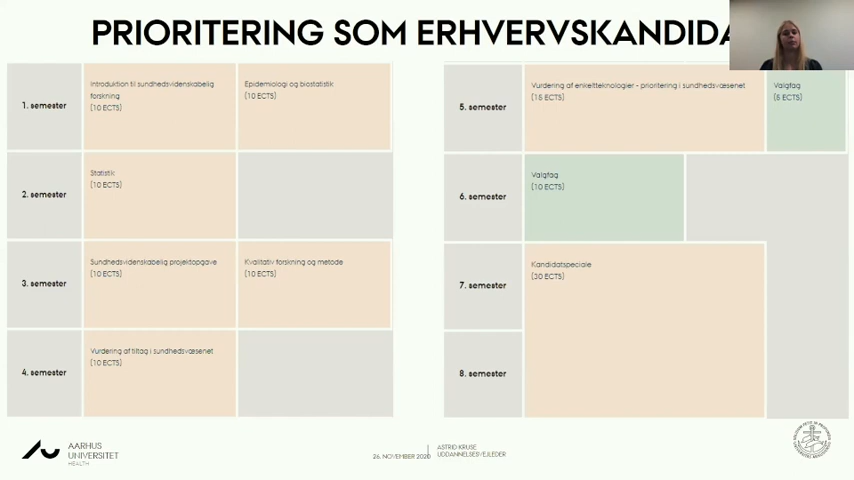 PRIORITERING SOM ERHVERVSKANDIDA
1. semester
Introduktion til sundhedsvidenskabelig
forskning
(10 ECTS)
Epidemiologi og biostatistik
(10 ECTS)
2. semester
Statistik
(10 ECTS)
3. semester
Sundhedsvidenskabelig projektopgave
(10 ECTS)
Kvalitativ forskning og metode
(10 ECTS)
4. semester
Vurdering af tiltag i sundhedsvæsenet
(10 ECTS)
5. semester
Vurdering af enkeltteknologier - prioritering i sundhedsvæsenet
(15 ECTS)
Valgfag
(5 ECTS)
6. semester
Valgfag
(10 ECTS)
7. semester
Kandidatspeciale
(30 ECTS)
8. semester
AARHUS
UNIVERSITET
HEALTH
26. NOVEMBER 2020
ASTRID KRUSE
UDDANNELSESVEJLEDER